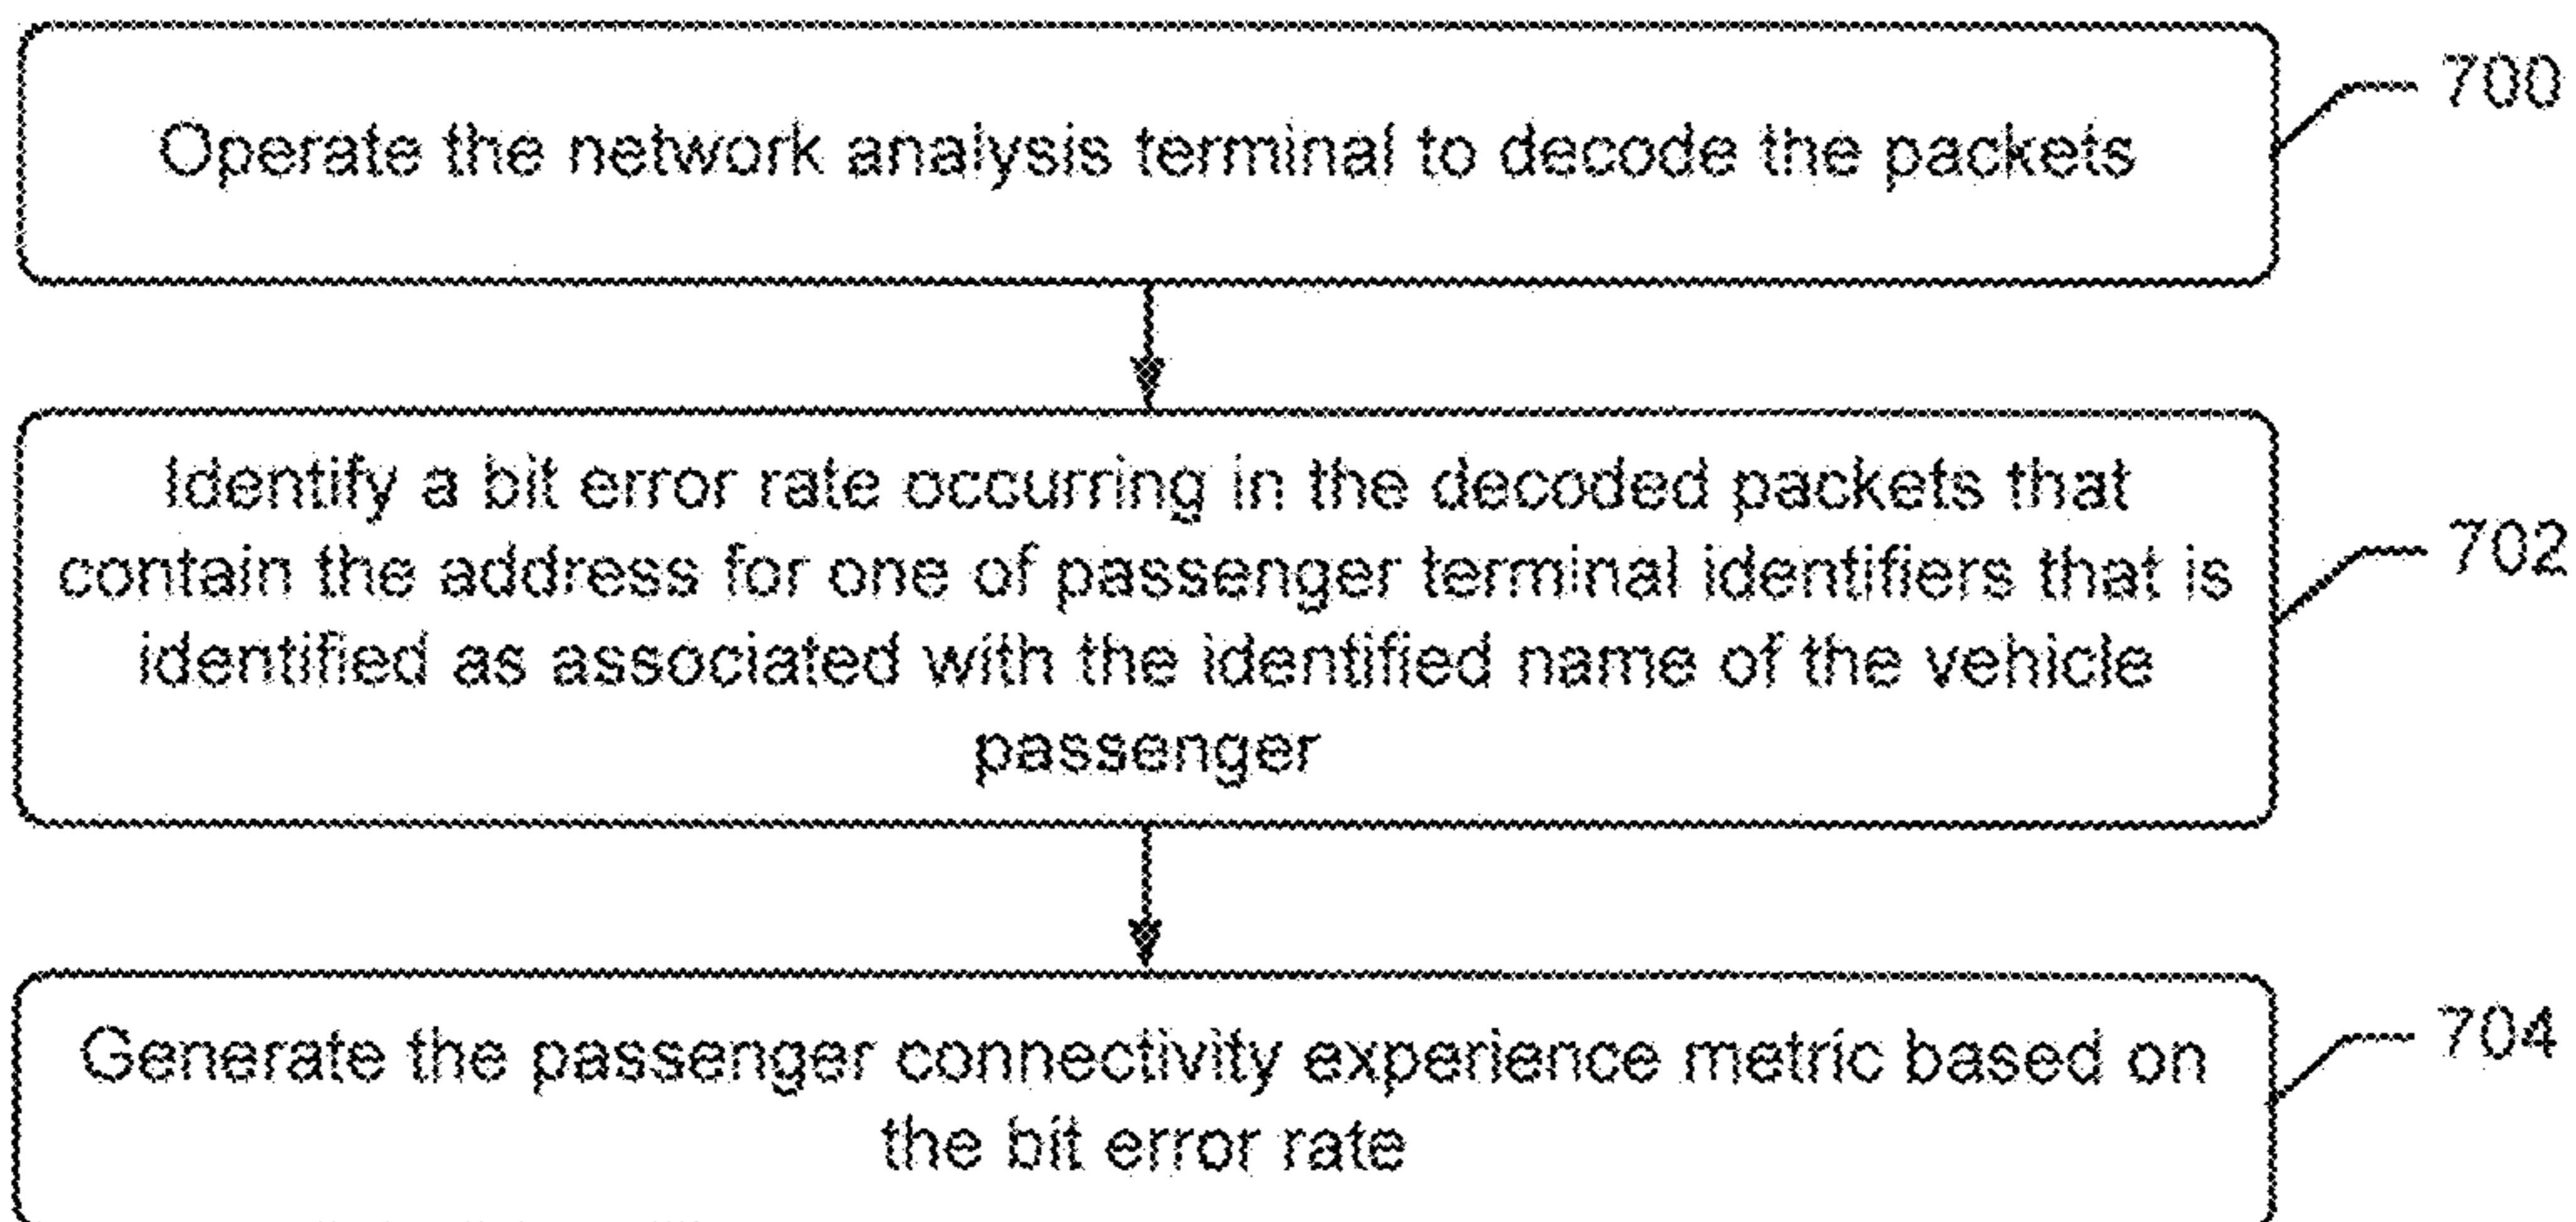 Operate the network analysis terminal to decode the packets
700
Identify a bit error rate occurring in the decoded packets that
contain the address for one of passenger terminal identifiers that is
identified as associated with the identified name of the vehicle
passenger
702
Generate the passenger connectivity experience metric based on
the bit error rate
704